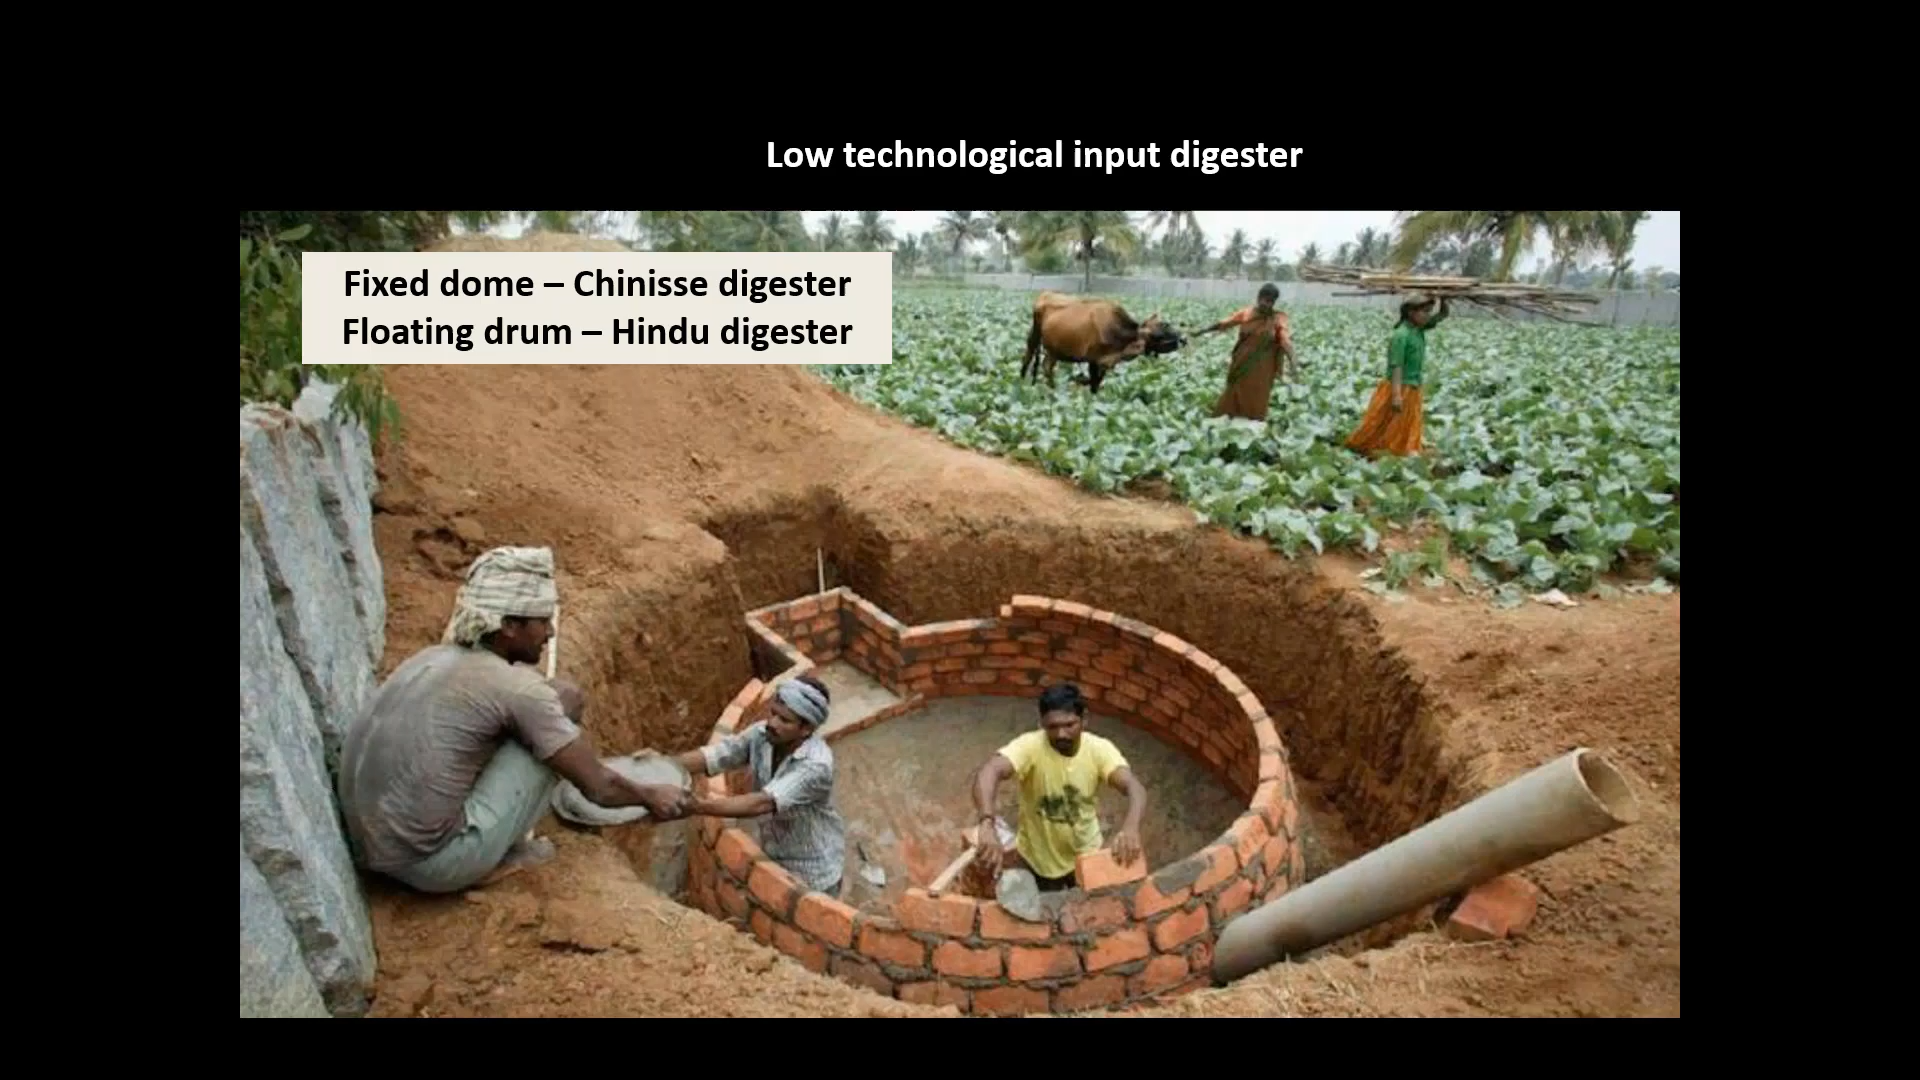 Low technological input digester
Fixed dome – Chinisse digester
Floating drum – Hindu digester